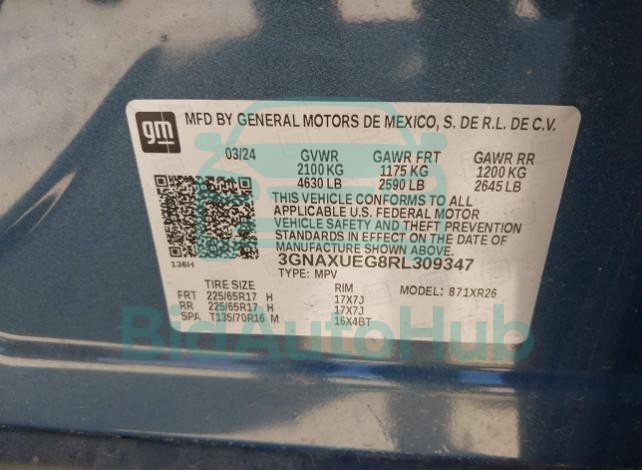 gm
MFD BY GENERAL MOTORS DE MEXICO, S. DE R.L. DE C.V.
03/24 GVWR GAWR FRT GAWR RR
2100 KG 1175 KG 1200 KG
4630 LB 2590 LB 2645 LB
THIS VEHICLE CONFORMS TO ALL
APPLICABLE U.S. FEDERAL MOTOR
VEHICLE SAFETY AND THEFT PREVENTION
STANDARDS IN EFFECT ON THE DATE OF
MANUFACTURE SHOWN ABOVE.
136H 3GNAXUEG8RL309347
TYPE: MPV
TIRE SIZE RIM MODEL: 871XR26
FRT 225/65R17 H 17X7J
RR 225/65R17 H 17X7J
SPA T135/70R16 M 16X4BT
BidAutoHub